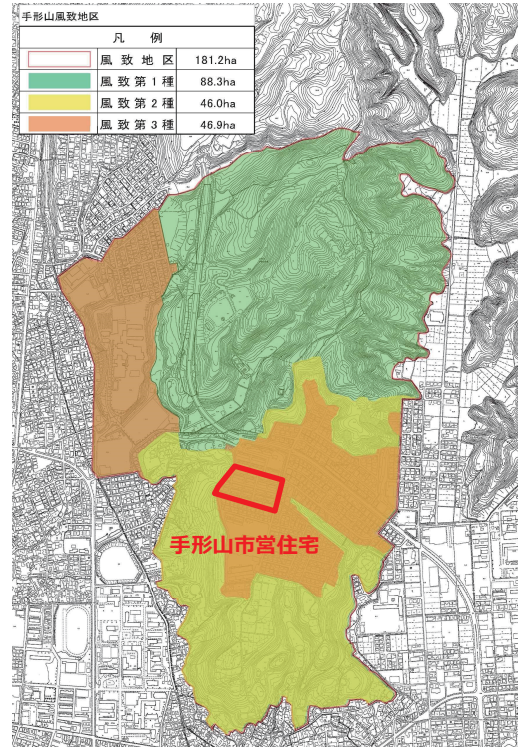 手形山風致地区
凡 例
風致地区 181.2ha
風致第1種 88.3ha
風致第2種 46.0ha
風致第3種 46.9ha
手形山市営住宅